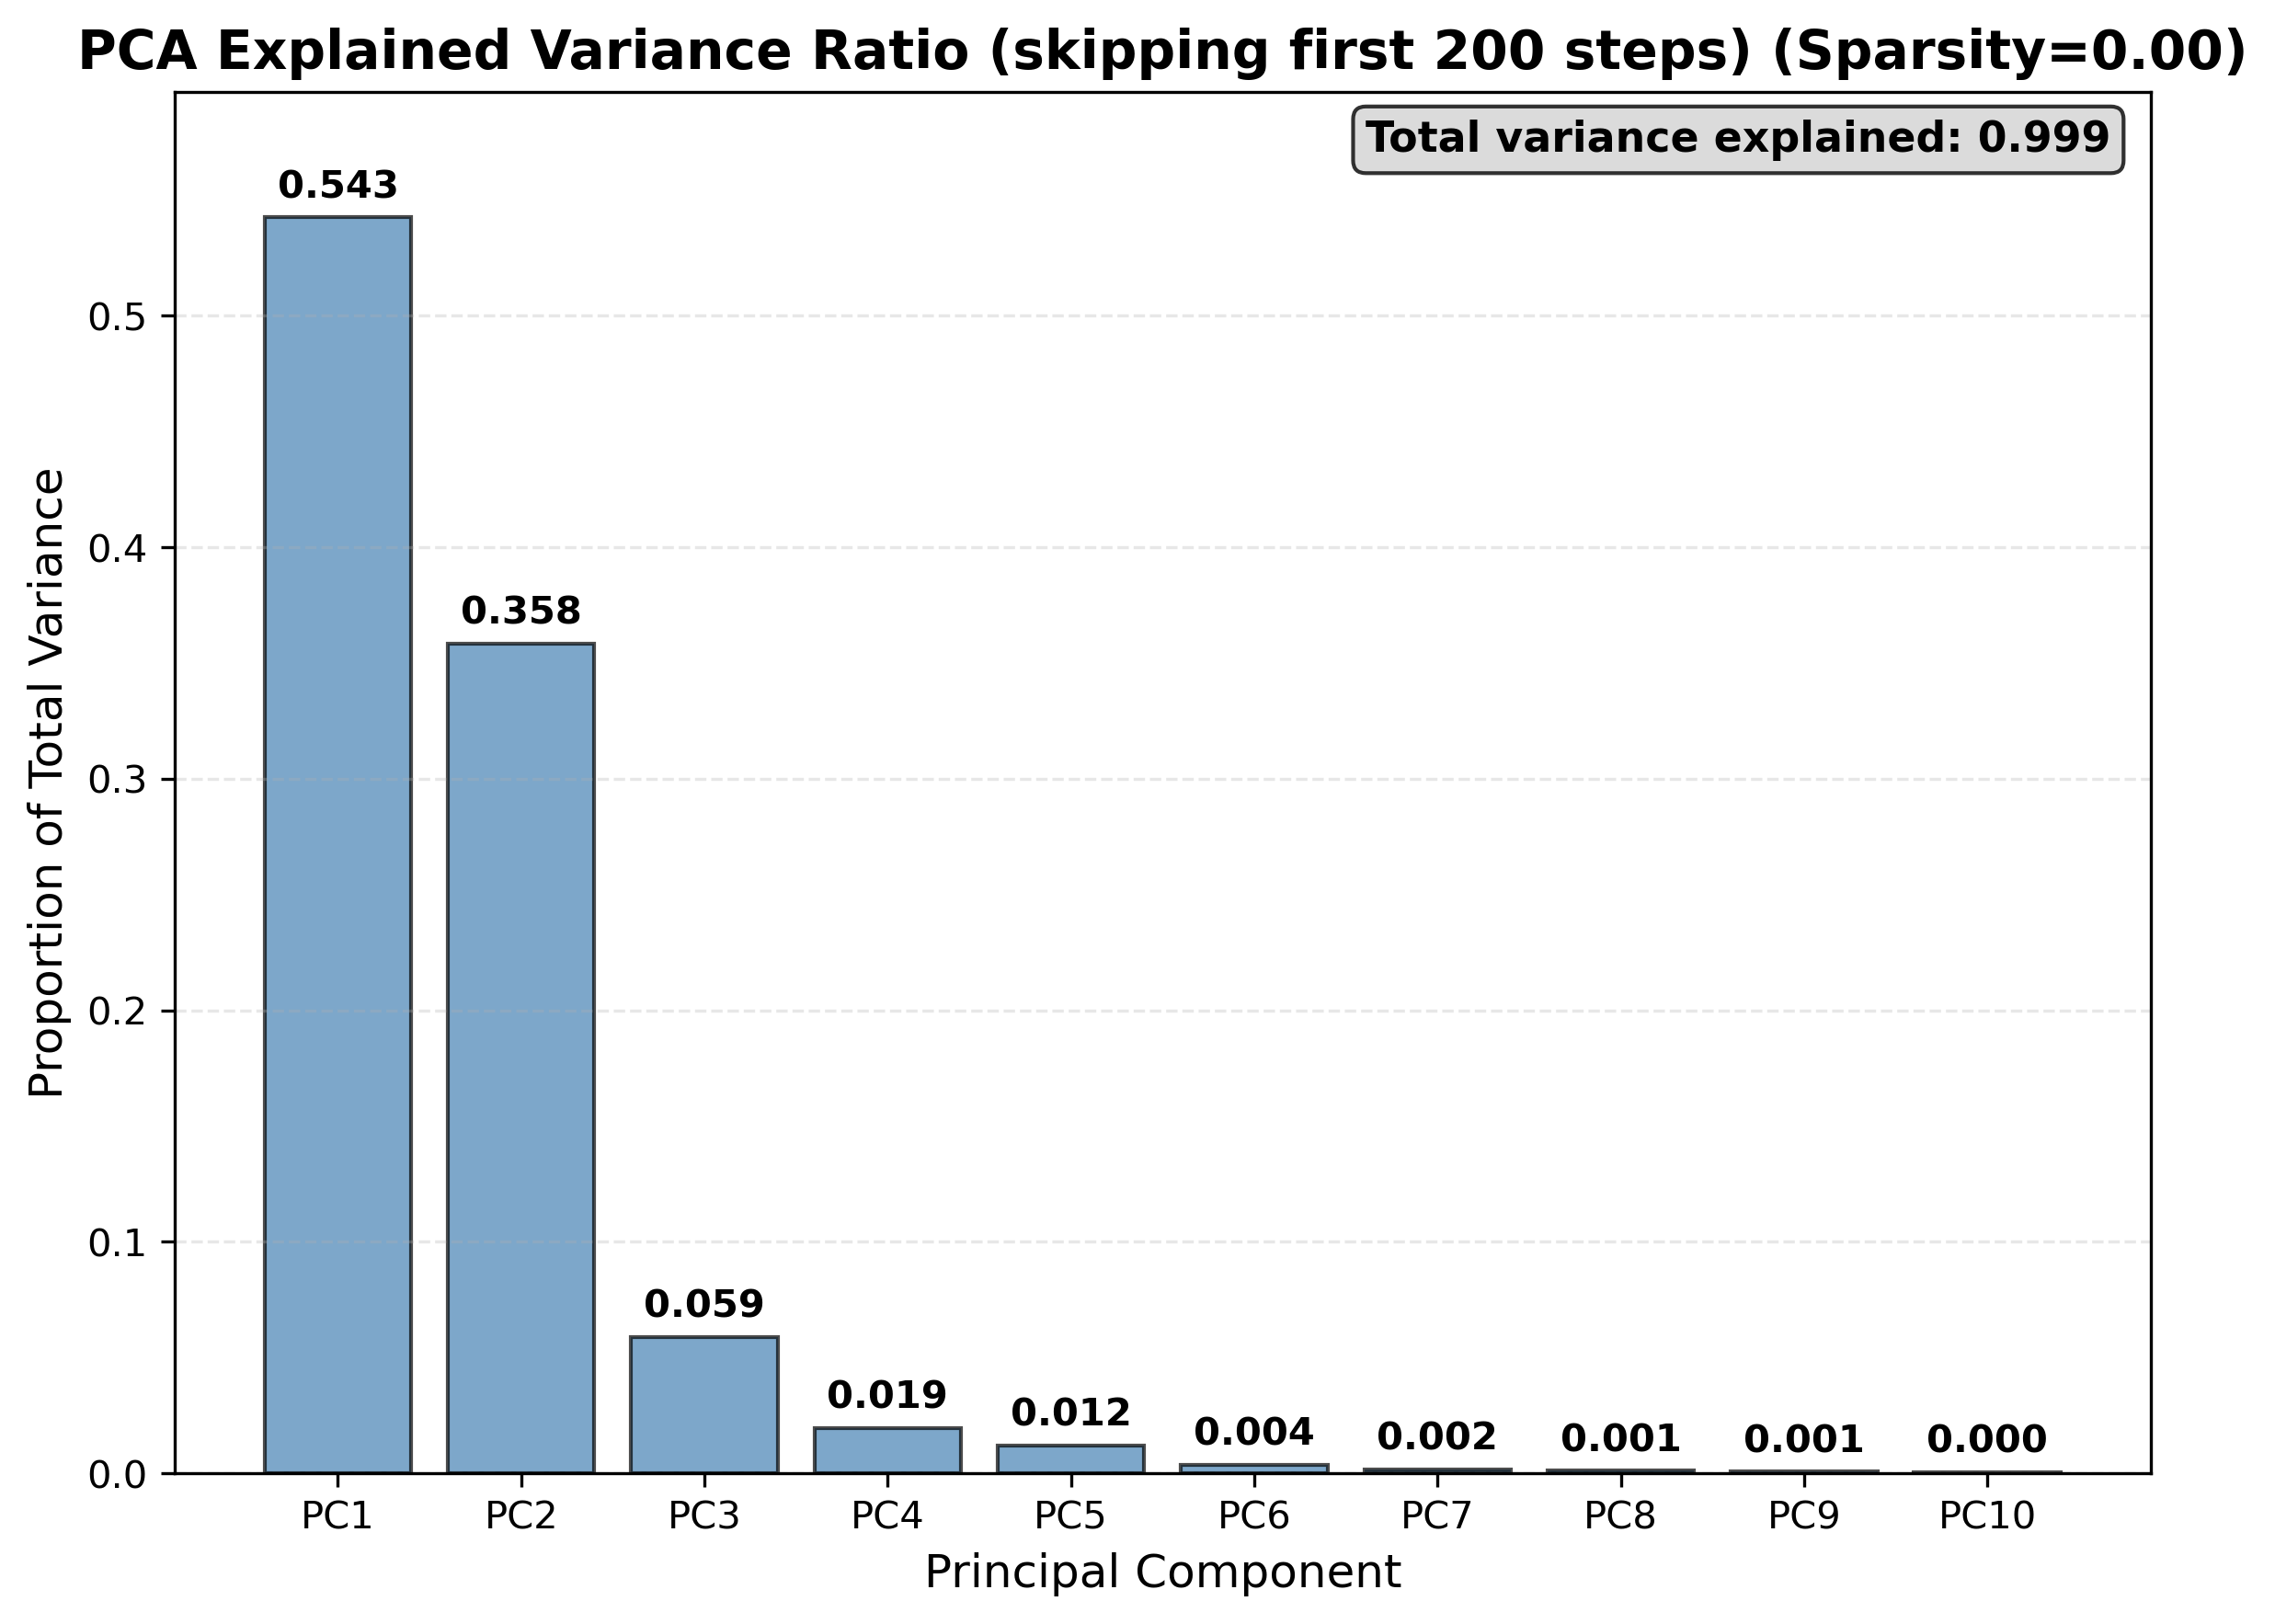 PCA Explained Variance Ratio (skipping first 200 steps) (Sparsity=0.00)
Total variance explained: 0.999
0.543
0.358
0.059
0.019
0.012
0.004
0.002
0.001
0.001
0.000
Proportion of Total Variance
0.5
0.4
0.3
0.2
0.1
0.0
PC1
PC2
PC3
PC4
PC5
PC6
PC7
PC8
PC9
PC10
Principal Component